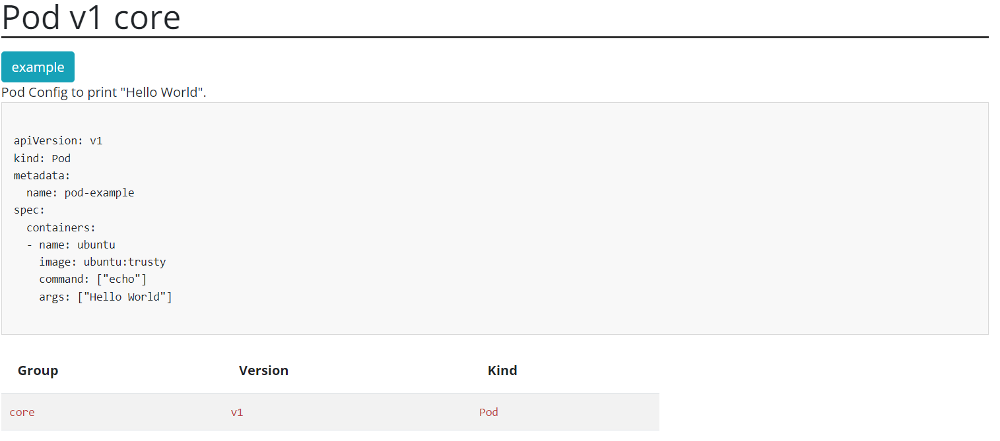 Pod v1 core
example
Pod Config to print "Hello World".
apiVersion: v1
kind: Pod
metadata:
  name: pod-example
spec:
  containers:
  - name: ubuntu
    image: ubuntu:trusty
    command: ["echo"]
    args: ["Hello World"]
Group Version Kind
core v1 Pod